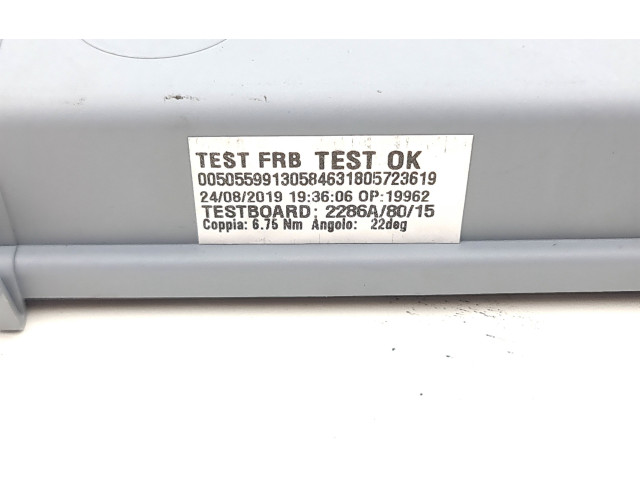 TEST FRB TEST OK
00505599130584631805723619
24/08/2019 19:36:06 OP:19962
TESTBOARD: 2286A/80/15
Coppia: 6.75 Nm Angolo: 22deg